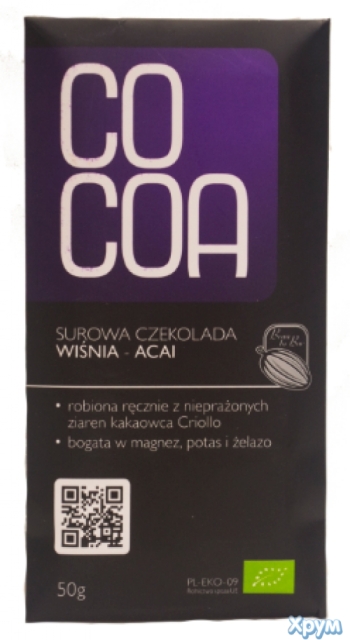 CO
COA
SUROWA CZEKOLADA
WIŚNIA - ACAI
• robiona ręcznie z nieprażonych
ziaren kakaowca Criollo
• bogata w magnez, potas i żelazo
50g
PL-EKO-09
Хрум